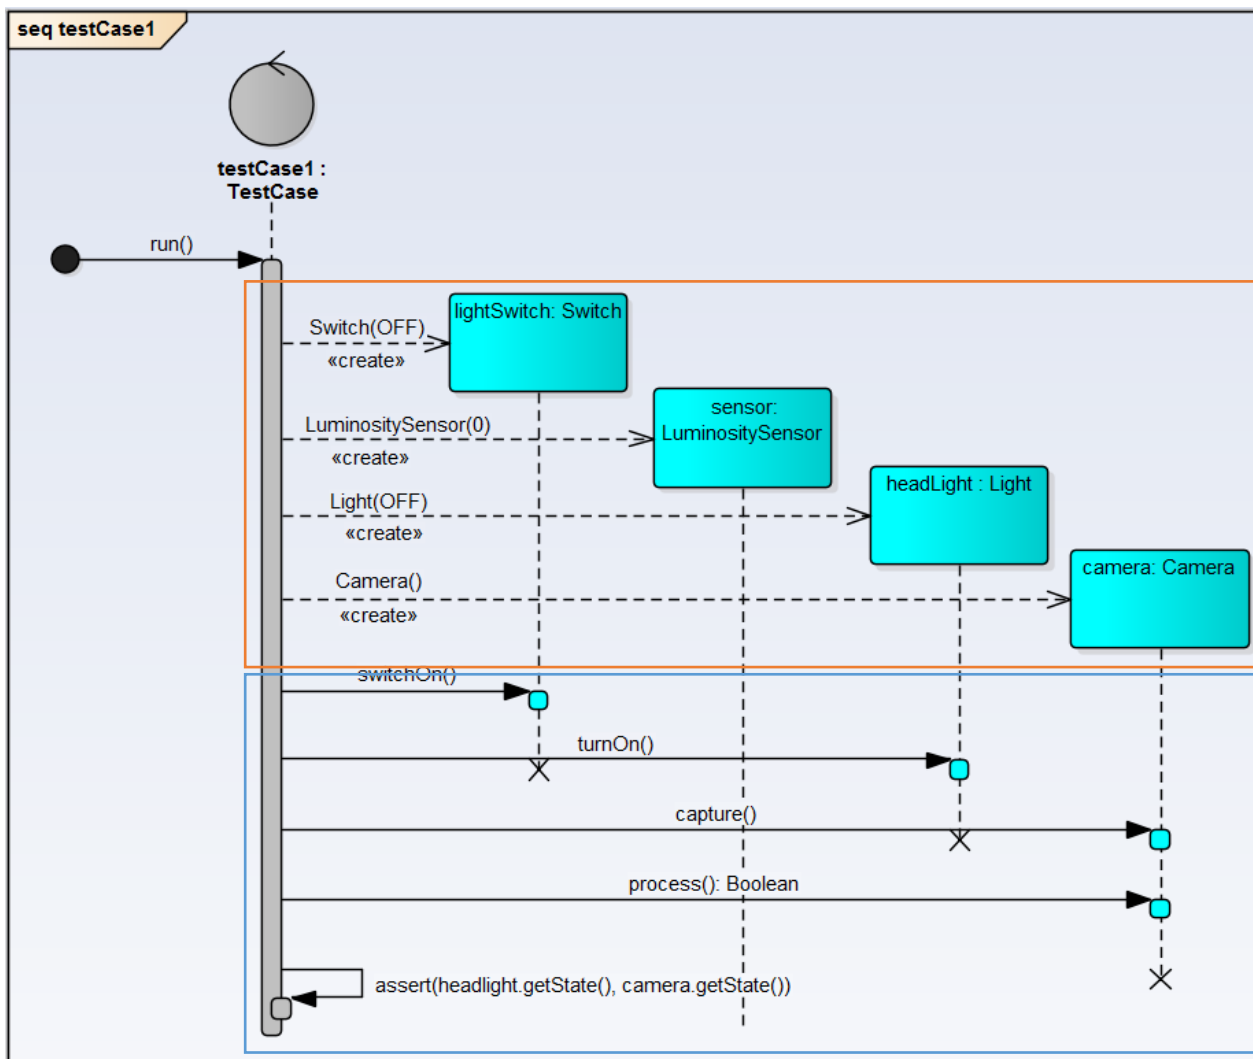 seq testCase1
testCase1 :
TestCase
run()
lightSwitch: Switch
Switch(OFF)
«create»
sensor:
LuminositySensor
LuminositySensor(0)
«create»
headLight : Light
Light(OFF)
«create»
camera: Camera
Camera()
«create»
switchOn()
turnOn()
capture()
process(): Boolean
assert(headlight.getState(), camera.getState())